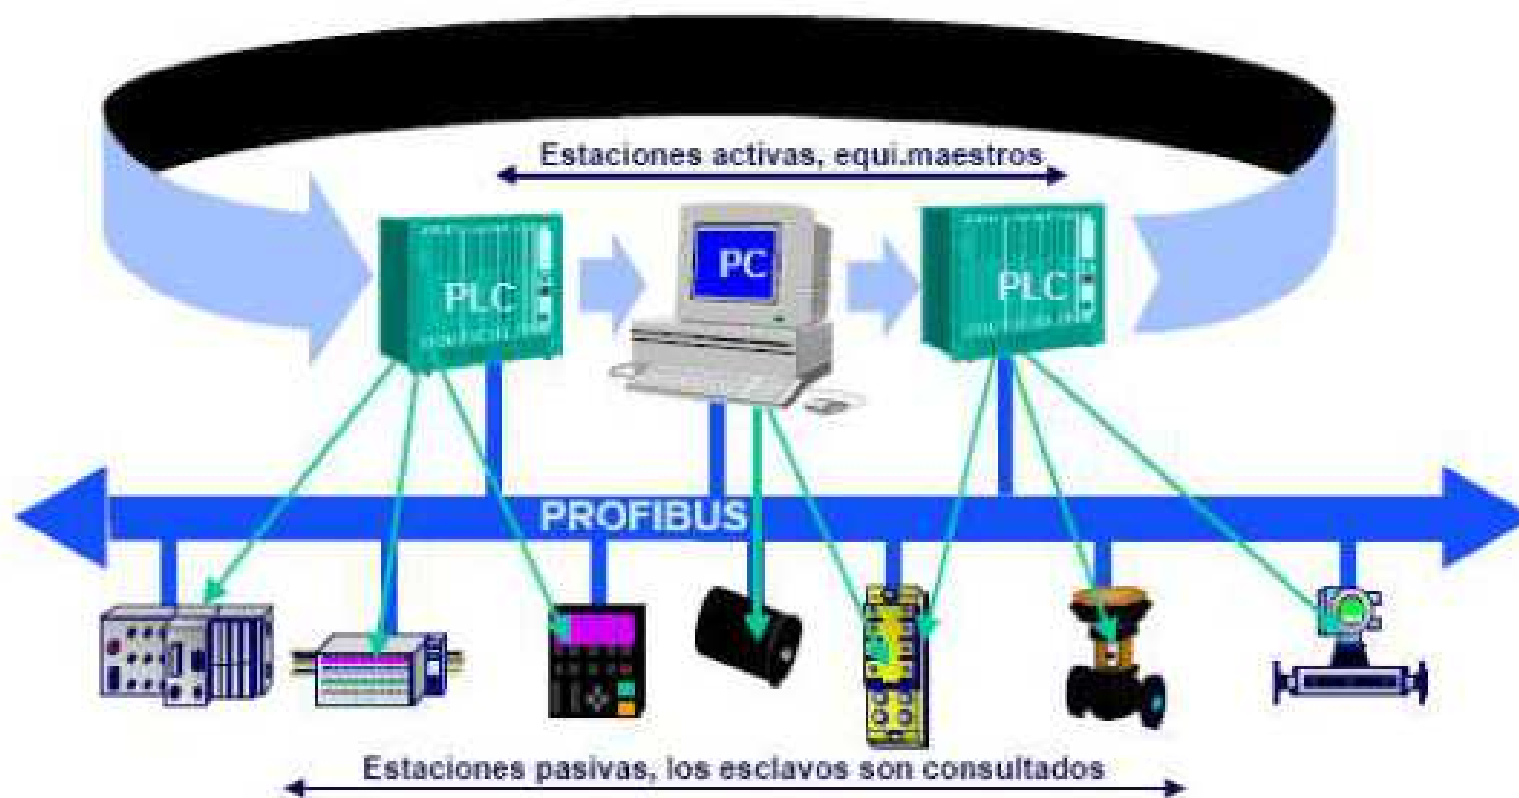 Estaciones activas, equi.maestros
PLC
PC
PLC
PROFIBUS
Estaciones pasivas, los esclavos son consultados